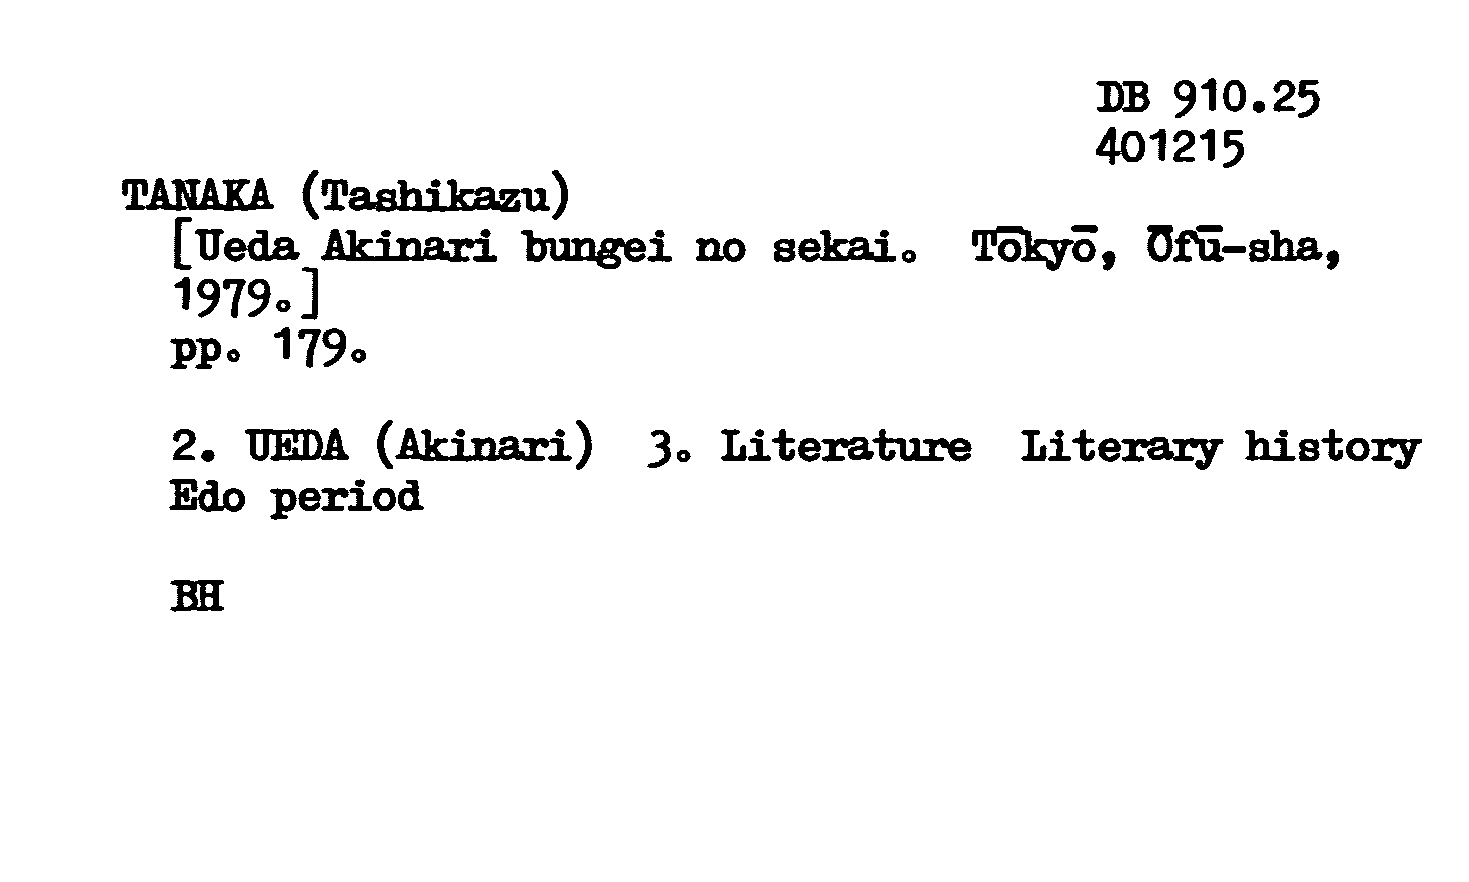 DB 910.25
401215
TANAKA (Tashikazu)
[Ueda Akinari bungei no sekai. Tōkyō, Ōfū-sha,
1979.]
pp. 179.
2. UEDA (Akinari) 3. Literature Literary history
Edo period
BH